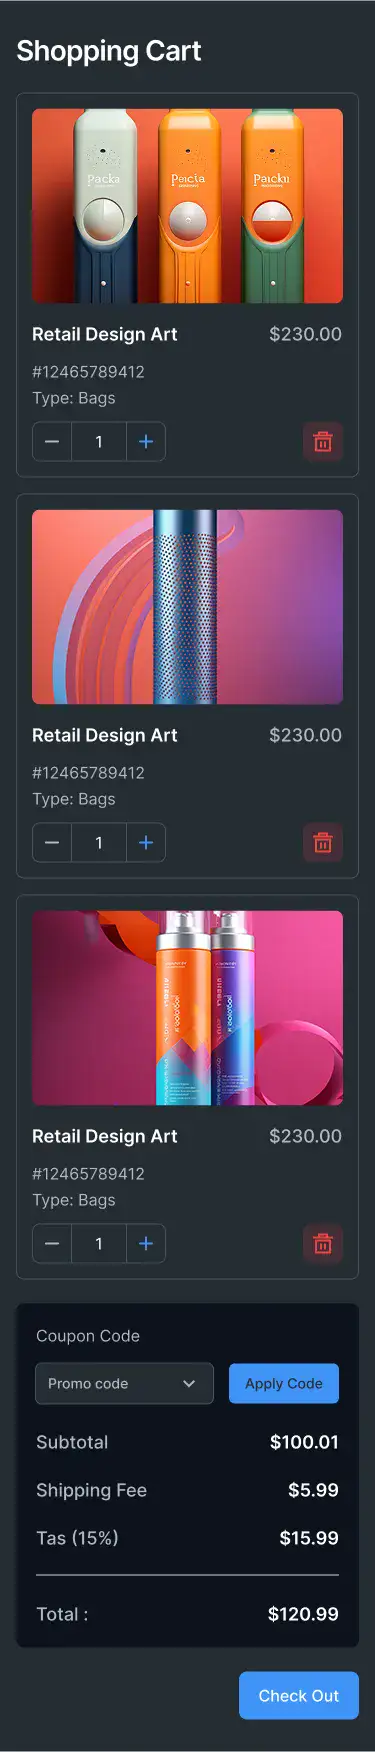 Shopping Cart
Packa
Peicta
Paicku
Retail Design Art $230.00
#12465789412
Type: Bags
1
Retail Design Art $230.00
#12465789412
Type: Bags
1
Retail Design Art $230.00
#12465789412
Type: Bags
1
Coupon Code
Promo code Apply Code
Subtotal $100.01
Shipping Fee $5.99
Tas (15%) $15.99
Total : $120.99
Check Out